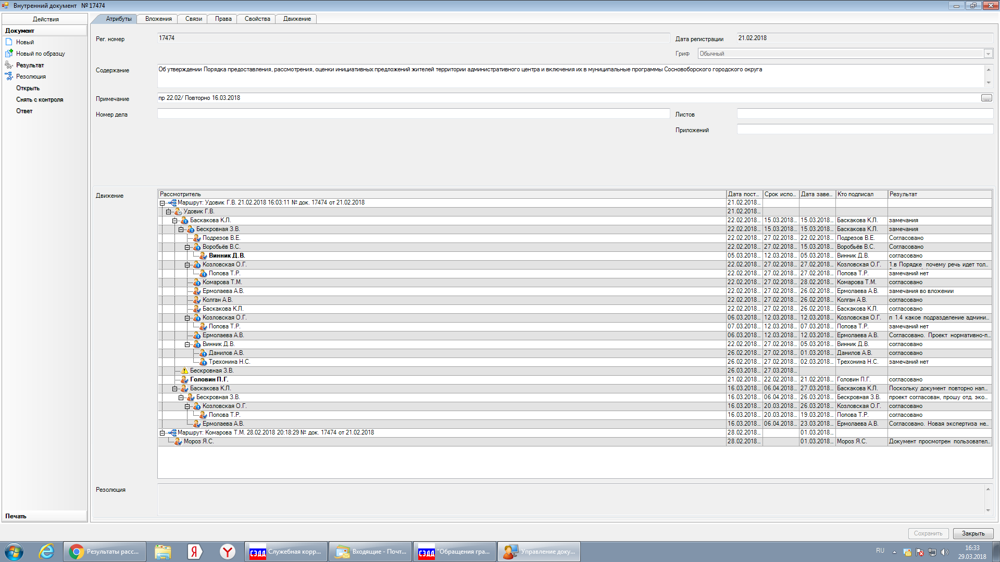 Внутренний документ № 17474
Действия
Документ
Новый
Новый по образцу
Результат
Резолюция
Открыть
Снять с контроля
Ответ
Печать
Атрибуты Вложения Связи Права Свойства Движение
Рег. номер 17474 Дата регистрации 21.02.2018
Гриф Обычный
Содержание Об утверждении Порядка предоставления, рассмотрения, оценки инициативных предложений жителей территории административного центра и включения их в муниципальные программы Сосновоборского городского округа
Примечание пр 22.02/ Повторно 16.03.2018 ...
Номер дела Листов
Приложений
Движение
Рассмотритель Дата пост... Срок испо... Дата заве... Кто подписал Результат
Маршрут: Удовик Г.В. 21.02.2018 16:03:11 № док. 17474 от 21.02.2018 21.02.2018...
Удовик Г.В. 21.02.2018...
Баскакова К.Л. 22.02.2018... 15.03.2018... 15.03.2018... Баскакова К.Л. замечания
Бескровная З.В. 22.02.2018... 15.03.2018... 15.03.2018... Баскакова К.Л. замечания
Подрезов В.Е. 22.02.2018... 27.02.2018... 22.02.2018... Подрезов В.Е. Согласовано
Воробьёв В.С. 22.02.2018... 27.02.2018... 15.03.2018... Воробьёв В.С. Согласовано
Винник Д.В. 05.03.2018... 12.03.2018... 05.03.2018... Винник Д.В. согласовано
Козловская О.Г. 22.02.2018... 27.02.2018... 27.02.2018... Козловская О.Г. 1.в Порядке почему речь идет тол...
Попова Т.Р. 22.02.2018... 27.02.2018... 27.02.2018... Попова Т.Р. замечаний нет
Комарова Т.М. 22.02.2018... 27.02.2018... 28.02.2018... Комарова Т.М. согласовано
Ермолаева А.В. 22.02.2018... 27.02.2018... 26.02.2018... Ермолаева А.В. замечания во вложении
Колган А.В. 22.02.2018... 27.02.2018... 26.02.2018... Колган А.В. согласовано
Баскакова К.Л. 22.02.2018... 27.02.2018... 26.02.2018... Баскакова К.Л. согласовано
Козловская О.Г. 06.03.2018... 12.03.2018... 12.03.2018... Козловская О.Г. п 1.4 какое подразделение админи...
Попова Т.Р. 07.03.2018... 12.03.2018... 07.03.2018... Попова Т.Р. замечаний нет
Ермолаева А.В. 06.03.2018... 12.03.2018... 12.03.2018... Ермолаева А.В. Согласовано. Проект нормативно-п...
Винник Д.В. 22.02.2018... 27.02.2018... 05.03.2018... Винник Д.В. согласовано
Данилов А.В. 26.02.2018... 27.02.2018... 01.03.2018... Данилов А.В. согласовано
Трехонина Н.С. 26.02.2018... 27.02.2018... 02.03.2018... Трехонина Н.С. замечаний нет
Бескровная З.В. 26.03.2018... 27.03.2018...
Головин П.Г. 21.02.2018... 22.02.2018... 21.02.2018... Головин П.Г. согласовано
Баскакова К.Л. 16.03.2018... 06.04.2018... 27.03.2018... Баскакова К.Л. Поскольку документ повторно нап...
Бескровная З.В. 16.03.2018... 06.04.2018... 26.03.2018... Бескровная З.В. проект согласован, прошу отд. эко...
Козловская О.Г. 16.03.2018... 20.03.2018... 26.03.2018... Козловская О.Г. согласовано
Попова Т.Р. 16.03.2018... 20.03.2018... 19.03.2018... Попова Т.Р. согласовано
Ермолаева А.В. 16.03.2018... 06.04.2018... 23.03.2018... Ермолаева А.В. Согласовано. Новая экспертиза не...
Маршрут: Комарова Т.М. 28.02.2018 20:18:29 № док. 17474 от 21.02.2018 28.02.2018... 01.03.2018...
Мороз Я.С. 28.02.2018... 01.03.2018... Мороз Я.С. Документ просмотрен пользовател...
Резолюция
Сохранить Закрыть
Результаты расс... Я Y СЭДД Служебная корр... Входящие - Почт... СЭДД "Обращения гра... Управление доку... RU 16:33
29.03.2018